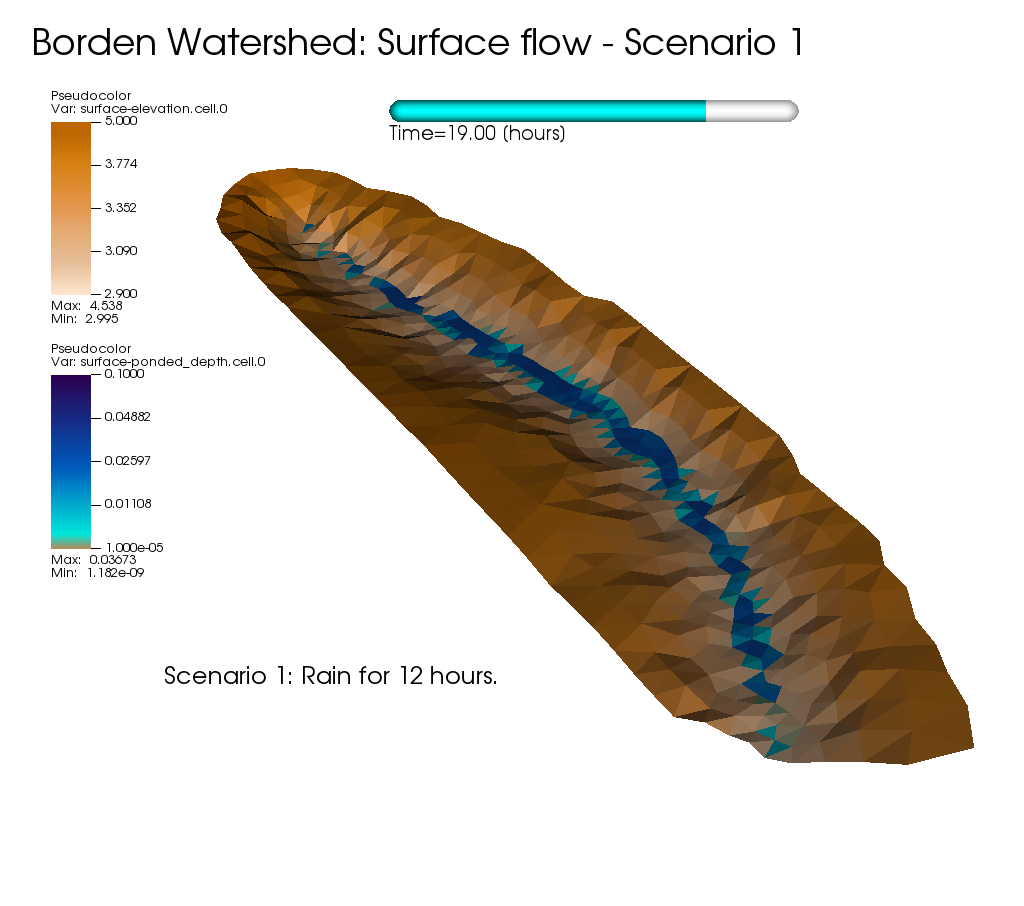 Borden Watershed: Surface flow - Scenario 1
Pseudocolor
Var: surface-elevation.cell.0
5.000
3.774
3.352
3.090
2.900
Max: 4.538
Min: 2.995
Time=19.00 (hours)
Pseudocolor
Var: surface-ponded_depth.cell.0
0.1000
0.04882
0.02597
0.01108
1.000e-05
Max: 0.03673
Min: 1.182e-09
Scenario 1: Rain for 12 hours.